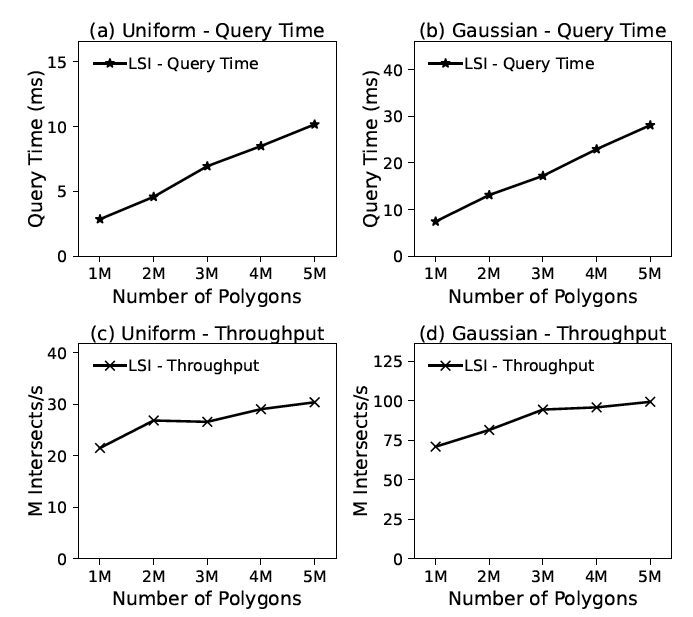 (a) Uniform - Query Time
Query Time (ms)
15
10
5
0
LSI - Query Time
1M 2M 3M 4M 5M
Number of Polygons
(b) Gaussian - Query Time
Query Time (ms)
40
30
20
10
0
LSI - Query Time
1M 2M 3M 4M 5M
Number of Polygons
(c) Uniform - Throughput
M Intersects/s
40
30
20
10
0
LSI - Throughput
1M 2M 3M 4M 5M
Number of Polygons
(d) Gaussian - Throughput
M Intersects/s
125
100
75
50
25
0
LSI - Throughput
1M 2M 3M 4M 5M
Number of Polygons